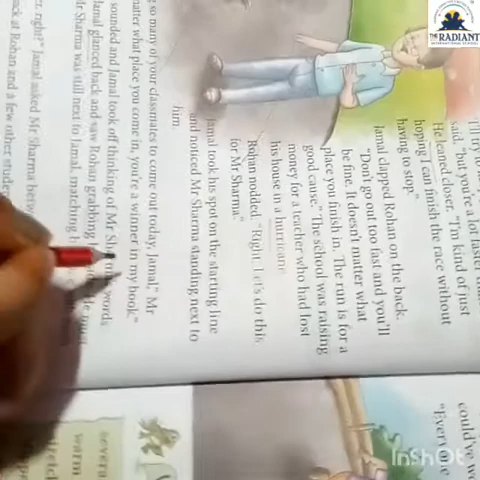 THE RADIANT
INTERNATIONAL SCHOOL
I'll try to
said, "but you're a lot faster
He leaned closer. "I'm kind of just
hoping I can finish the race without
having to stop."
Jamal clapped Rohan on the back.
"Don't go out too fast and you'll
be fine. It doesn't matter what
place you finish in. The run is for a
good cause." The school was raising
money for a teacher who had lost
his house in a hurricane.
Rohan nodded. "Right. Let's do this
for Mr Sharma."
Jamal took his spot on the starting line
and noticed Mr Sharma standing next to
him.
so many of your classmates to come out today, Jamal," Mr
matter what place you come in, you're a winner in my book."
sounded and Jamal took off thinking of Mr words
Jamal glanced back and saw Rohan grabbing
Mr Sharma was still next to Jamal, matching
right?" Jamal asked Mr Sharma
back at Rohan and a few other
could've
"Everyone
several
warm
InShOt